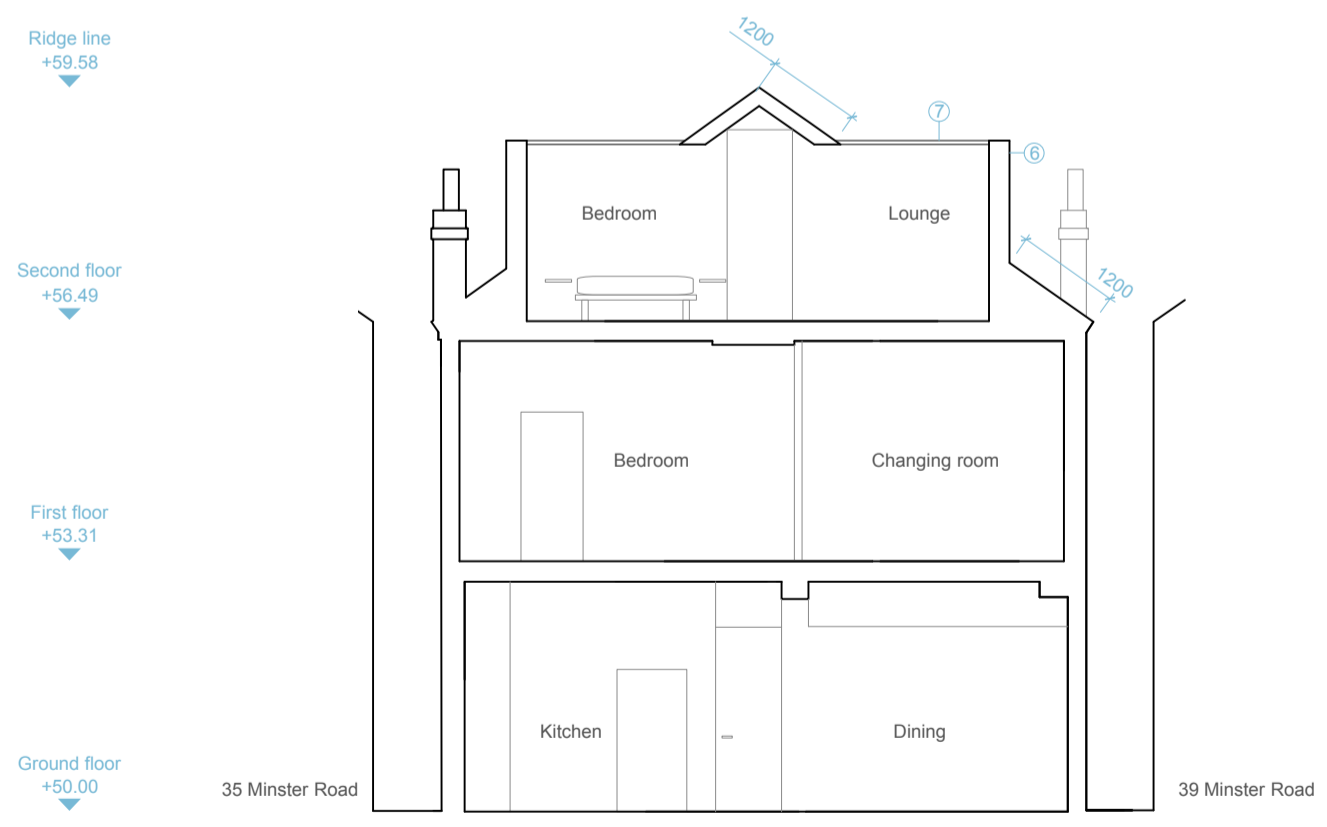 Ridge line
+59.58
1200
7
6
Bedroom
Lounge
Second floor
+56.49
1200
Bedroom
Changing room
First floor
+53.31
Kitchen
Dining
Ground floor
+50.00
35 Minster Road
39 Minster Road